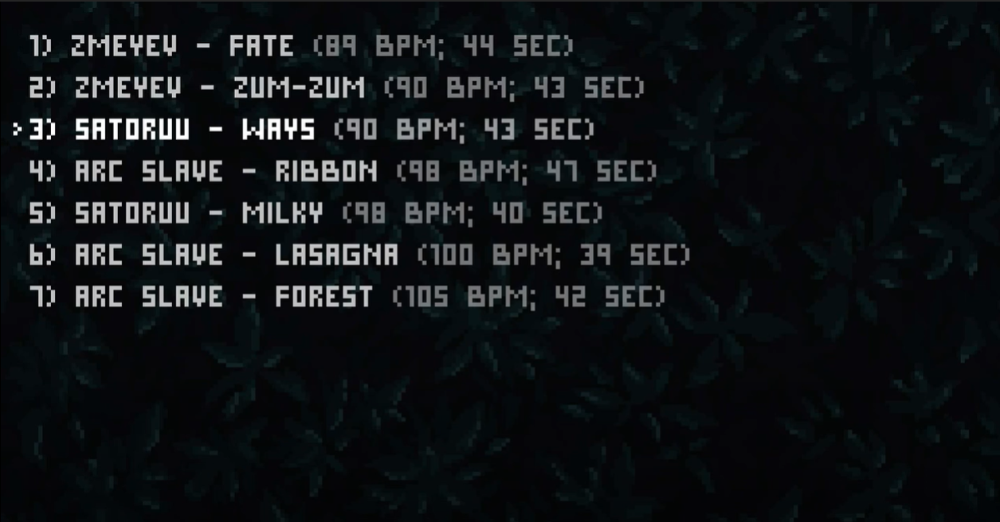 1) ZMEYEV - FATE (89 BPM; 44 SEC)
2) ZMEYEV - ZUM-ZUM (90 BPM; 43 SEC)
>3) SATORUU - WAYS (90 BPM; 43 SEC)
4) ARC SLAVE - RIBBON (98 BPM; 47 SEC)
5) SATORUU - MILKY (98 BPM; 40 SEC)
6) ARC SLAVE - LASAGNA (100 BPM; 39 SEC)
7) ARC SLAVE - FOREST (105 BPM; 42 SEC)